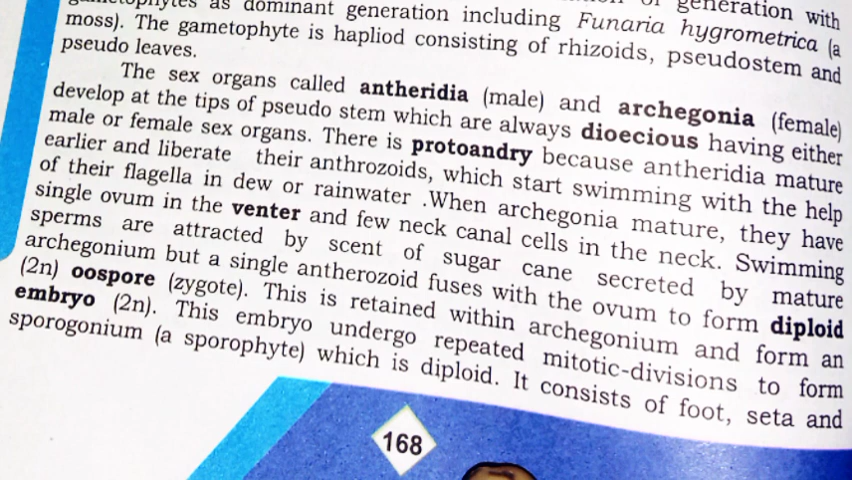 as dominant generation including Funaria hygrometrica (a
generation with
moss). The gametophyte is hapliod consisting of rhizoids, pseudostem and
pseudo leaves.
The sex organs called antheridia (male) and archegonia (female)
develop at the tips of pseudo stem which are always dioecious having either
male or female sex organs. There is protoandry because antheridia mature
earlier and liberate their anthrozoids, which start swimming with the help
of their flagella in dew or rainwater .When archegonia mature, they have
single ovum in the venter and few neck canal cells in the neck. Swimming
sperms are attracted by scent of sugar cane secreted by mature
archegonium but a single antherozoid fuses with the ovum to form diploid
(2n) oospore (zygote). This is retained within archegonium and form an
embryo (2n). This embryo undergo repeated mitotic-divisions to form
sporogonium (a sporophyte) which is diploid. It consists of foot, seta and
168